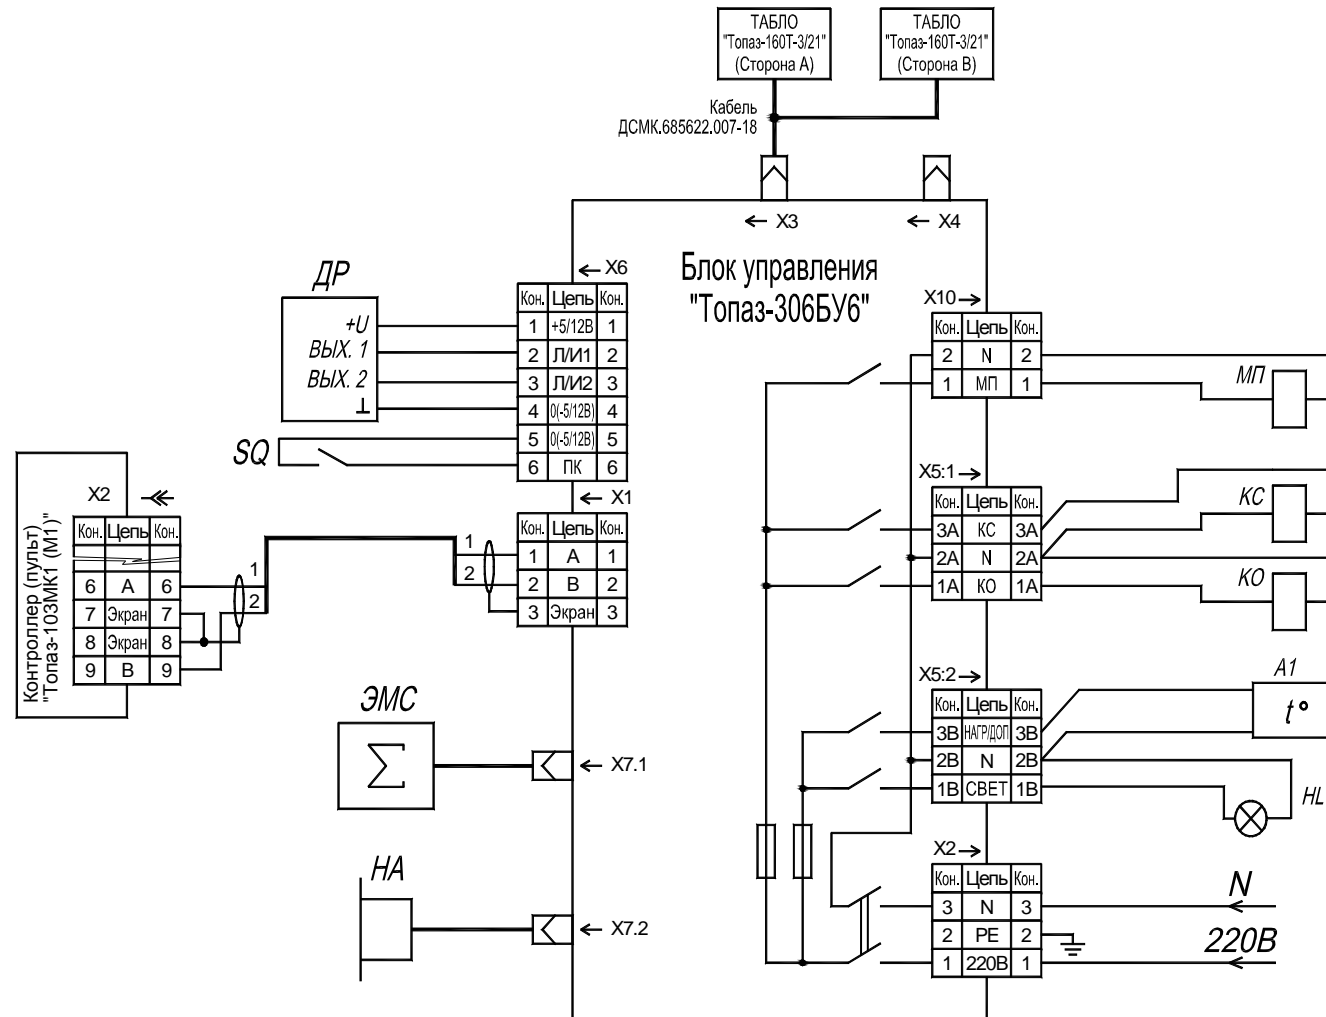 ТАБЛО
"Топаз-160Т-3/21"
(Сторона А)
ТАБЛО
"Топаз-160Т-3/21"
(Сторона В)
Кабель
ДСМК.685622.007-18
X3
X4
Блок управления
"Топаз-306БУ6"
ДР
+U
ВЫХ. 1
ВЫХ. 2
⊥
SQ
X6
Кон. Цепь Кон.
1 +5/12В 1
2 Л/И1 2
3 Л/И2 3
4 0(-5/12В) 4
5 0(-5/12В) 5
6 ПК 6
X1
Кон. Цепь Кон.
1 А 1
2 В 2
3 Экран 3
1
2
Контроллер (пульт)
"Топаз-103МК1 (М1)"
X2
Кон. Цепь Кон.
6 А 6
7 Экран 7
8 Экран 8
9 В 9
1
2
ЭМС
Σ
X7.1
НА
X7.2
X10
Кон. Цепь Кон.
2 N 2
1 МП 1
МП
X5:1
Кон. Цепь Кон.
3А КС 3А
2А N 2А
1А КО 1А
КС
КО
X5:2
Кон. Цепь Кон.
3В НАГР/ДОП 3В
2В N 2В
1В СВЕТ 1В
А1
t°
HL
X2
Кон. Цепь Кон.
3 N 3
2 PE 2
1 220В 1
N
220В